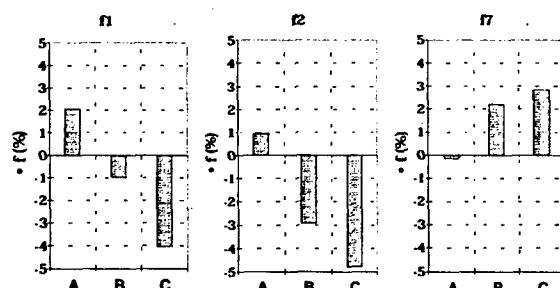 f1 f2 f7
5 5 5
4 4 4
3 3 3
2 2 2
1 1 1
0 0 0
-1 -1 -1
-2 -2 -2
-3 -3 -3
-4 -4 -4
-5 -5 -5
• f (%) • f (%) • f (%)
A B C A B C A B C